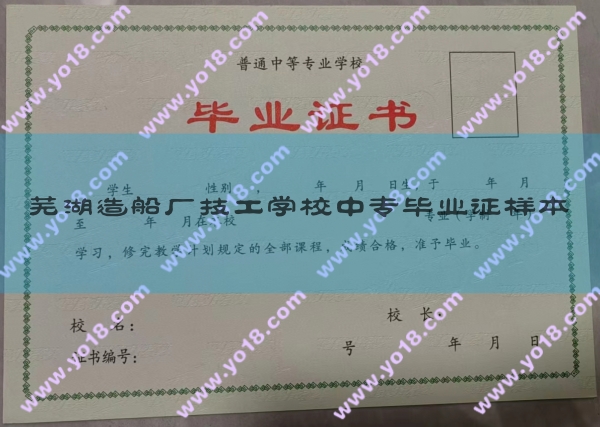 普通中等专业学校
毕业证书
学生 性别 , 年 月 日生,于 年 月
芜湖造船厂技工学校中专毕业证样本
至 年 月在 校 专业(学制 年)
学习，修完教学计划规定的全部课程，成绩合格，准予毕业。
校 名： 校 长：
证书编号： 号 年 月 日
www.yo18.com